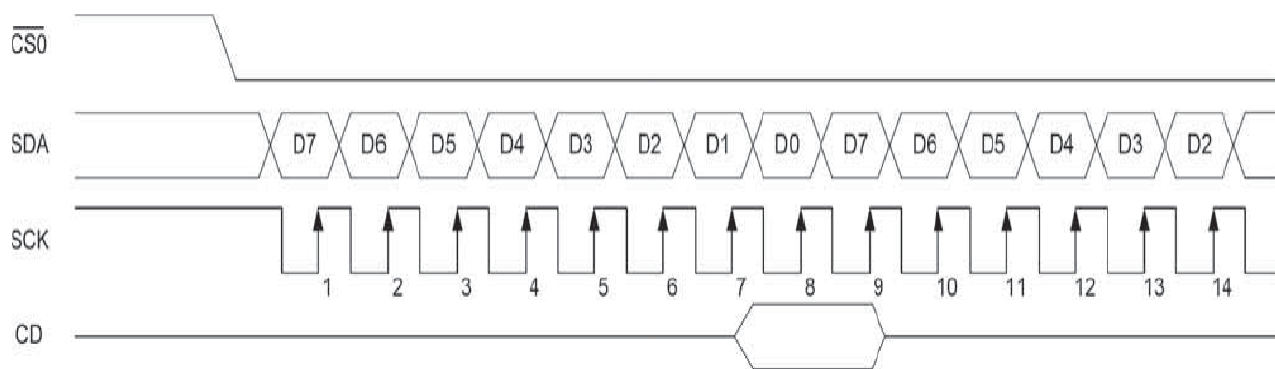 CS0
SDA D7 D6 D5 D4 D3 D2 D1 D0 D7 D6 D5 D4 D3 D2
SCK
1 2 3 4 5 6 7 8 9 10 11 12 13 14
CD